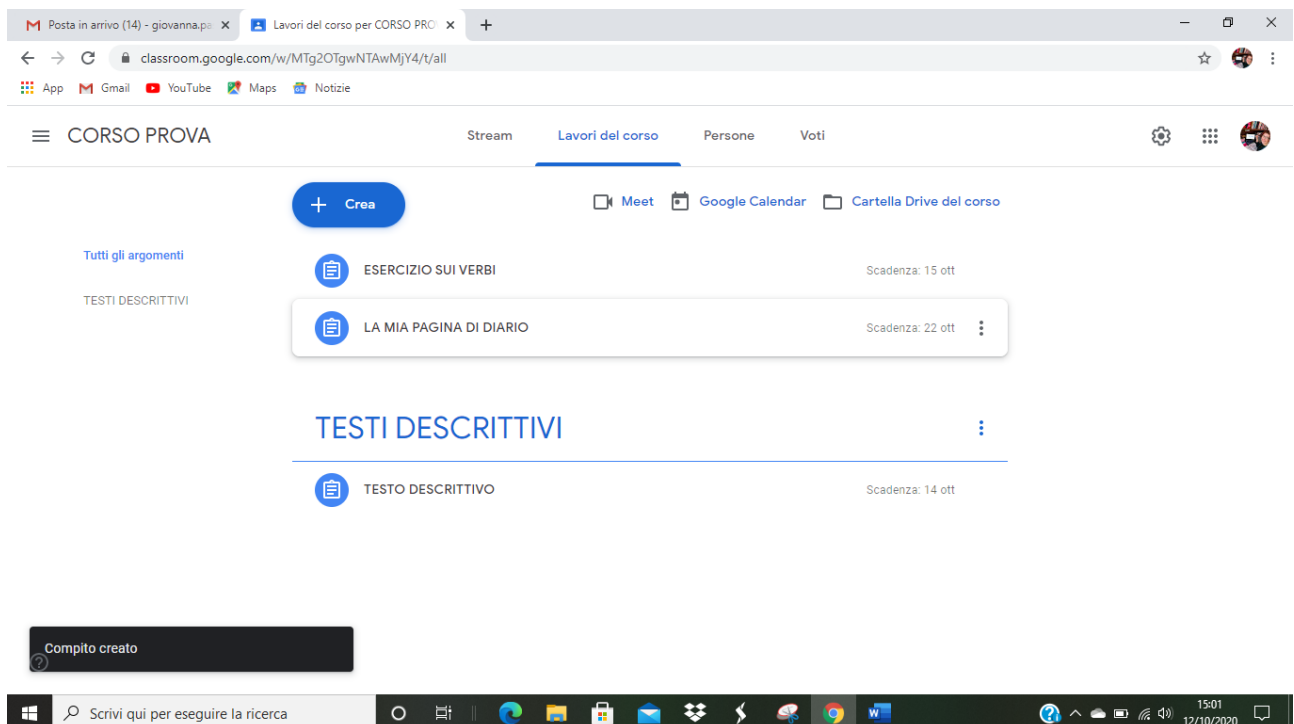 Posta in arrivo (14) - giovanna.pa
Lavori del corso per CORSO PRO
classroom.google.com/w/MTg2OTgwNTAwMjY4/t/all
App Gmail YouTube Maps Notizie
CORSO PROVA
Stream Lavori del corso Persone Voti
Crea
Meet Google Calendar Cartella Drive del corso
Tutti gli argomenti
TESTI DESCRITTIVI
ESERCIZIO SUI VERBI Scadenza: 15 ott
LA MIA PAGINA DI DIARIO Scadenza: 22 ott
TESTI DESCRITTIVI
TESTO DESCRITTIVO Scadenza: 14 ott
Compito creato
Scrivi qui per eseguire la ricerca
15:01
12/10/2020